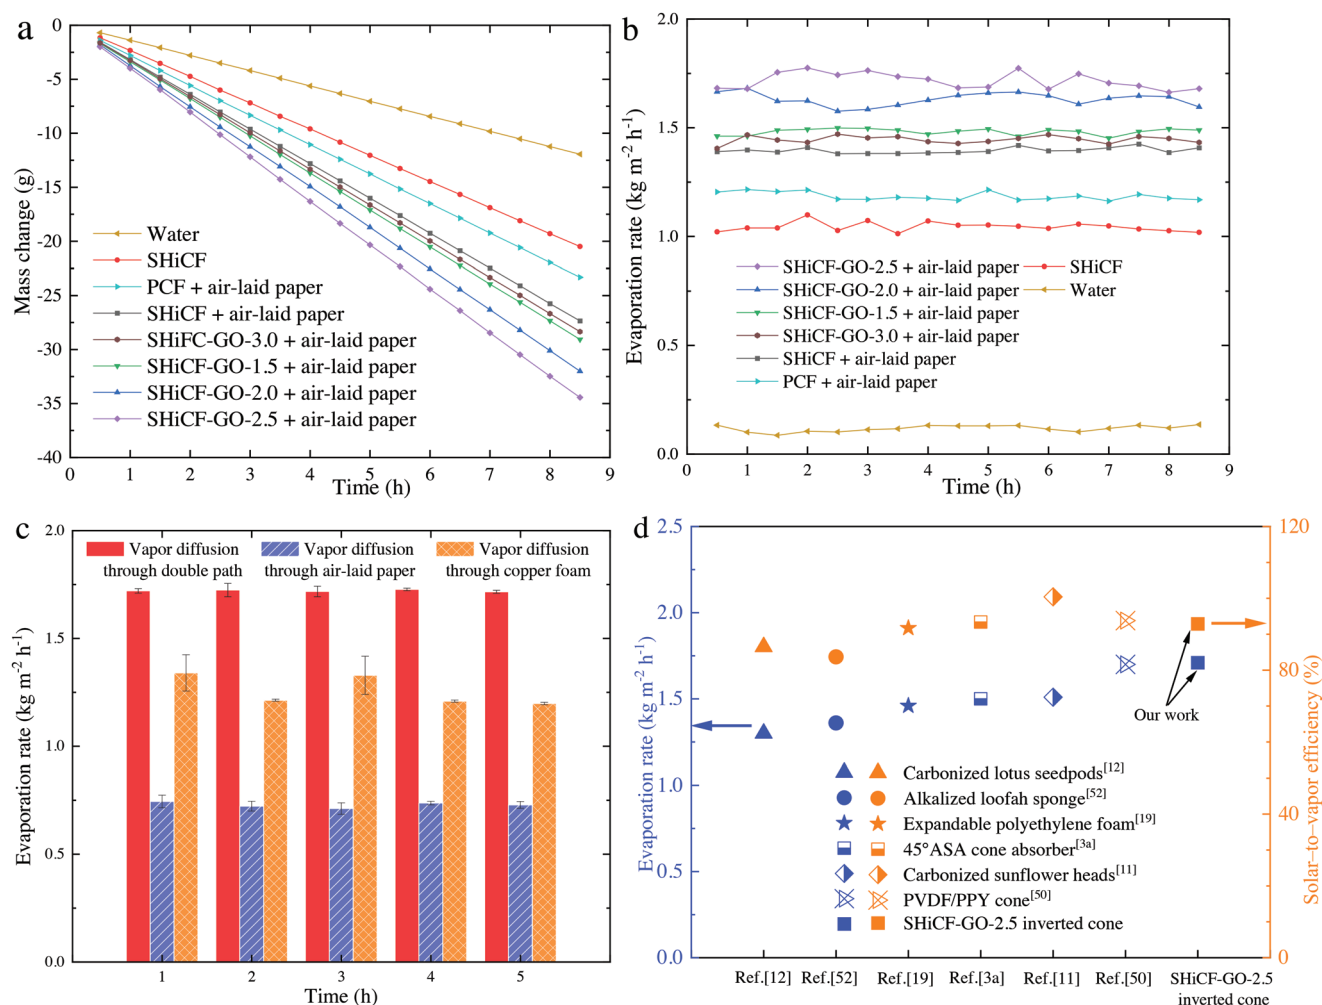 a
0
-5
-10
-15
-20
-25
-30
-35
-40
Mass change (g)
Water
SHiCF
PCF + air-laid paper
SHiCF + air-laid paper
SHiFC-GO-3.0 + air-laid paper
SHiCF-GO-1.5 + air-laid paper
SHiCF-GO-2.0 + air-laid paper
SHiCF-GO-2.5 + air-laid paper
0 1 2 3 4 5 6 7 8 9
Time (h)
b
2.0
1.5
1.0
0.5
0.0
Evaporation rate (kg m⁻² h⁻¹)
SHiCF-GO-2.5 + air-laid paper
SHiCF-GO-2.0 + air-laid paper
SHiCF-GO-1.5 + air-laid paper
SHiCF-GO-3.0 + air-laid paper
SHiCF + air-laid paper
PCF + air-laid paper
SHiCF
Water
0 1 2 3 4 5 6 7 8 9
Time (h)
c
2.0
1.5
1.0
0.5
0.0
Evaporation rate (kg m⁻² h⁻¹)
Vapor diffusion
through double path
Vapor diffusion
through air-laid paper
Vapor diffusion
through copper foam
1 2 3 4 5
Time (h)
d
2.5
2.0
1.5
1.0
0.5
0.0
Evaporation rate (kg m⁻² h⁻¹)
120
80
40
0
Solar–to–vapor efficiency (%)
Our work
Carbonized lotus seedpods[12]
Alkalized loofah sponge[52]
Expandable polyethylene foam[19]
45°ASA cone absorber[3a]
Carbonized sunflower heads[11]
PVDF/PPY cone[50]
SHiCF-GO-2.5 inverted cone
Ref.[12] Ref.[52] Ref.[19] Ref.[3a] Ref.[11] Ref.[50] SHiCF-GO-2.5
inverted cone